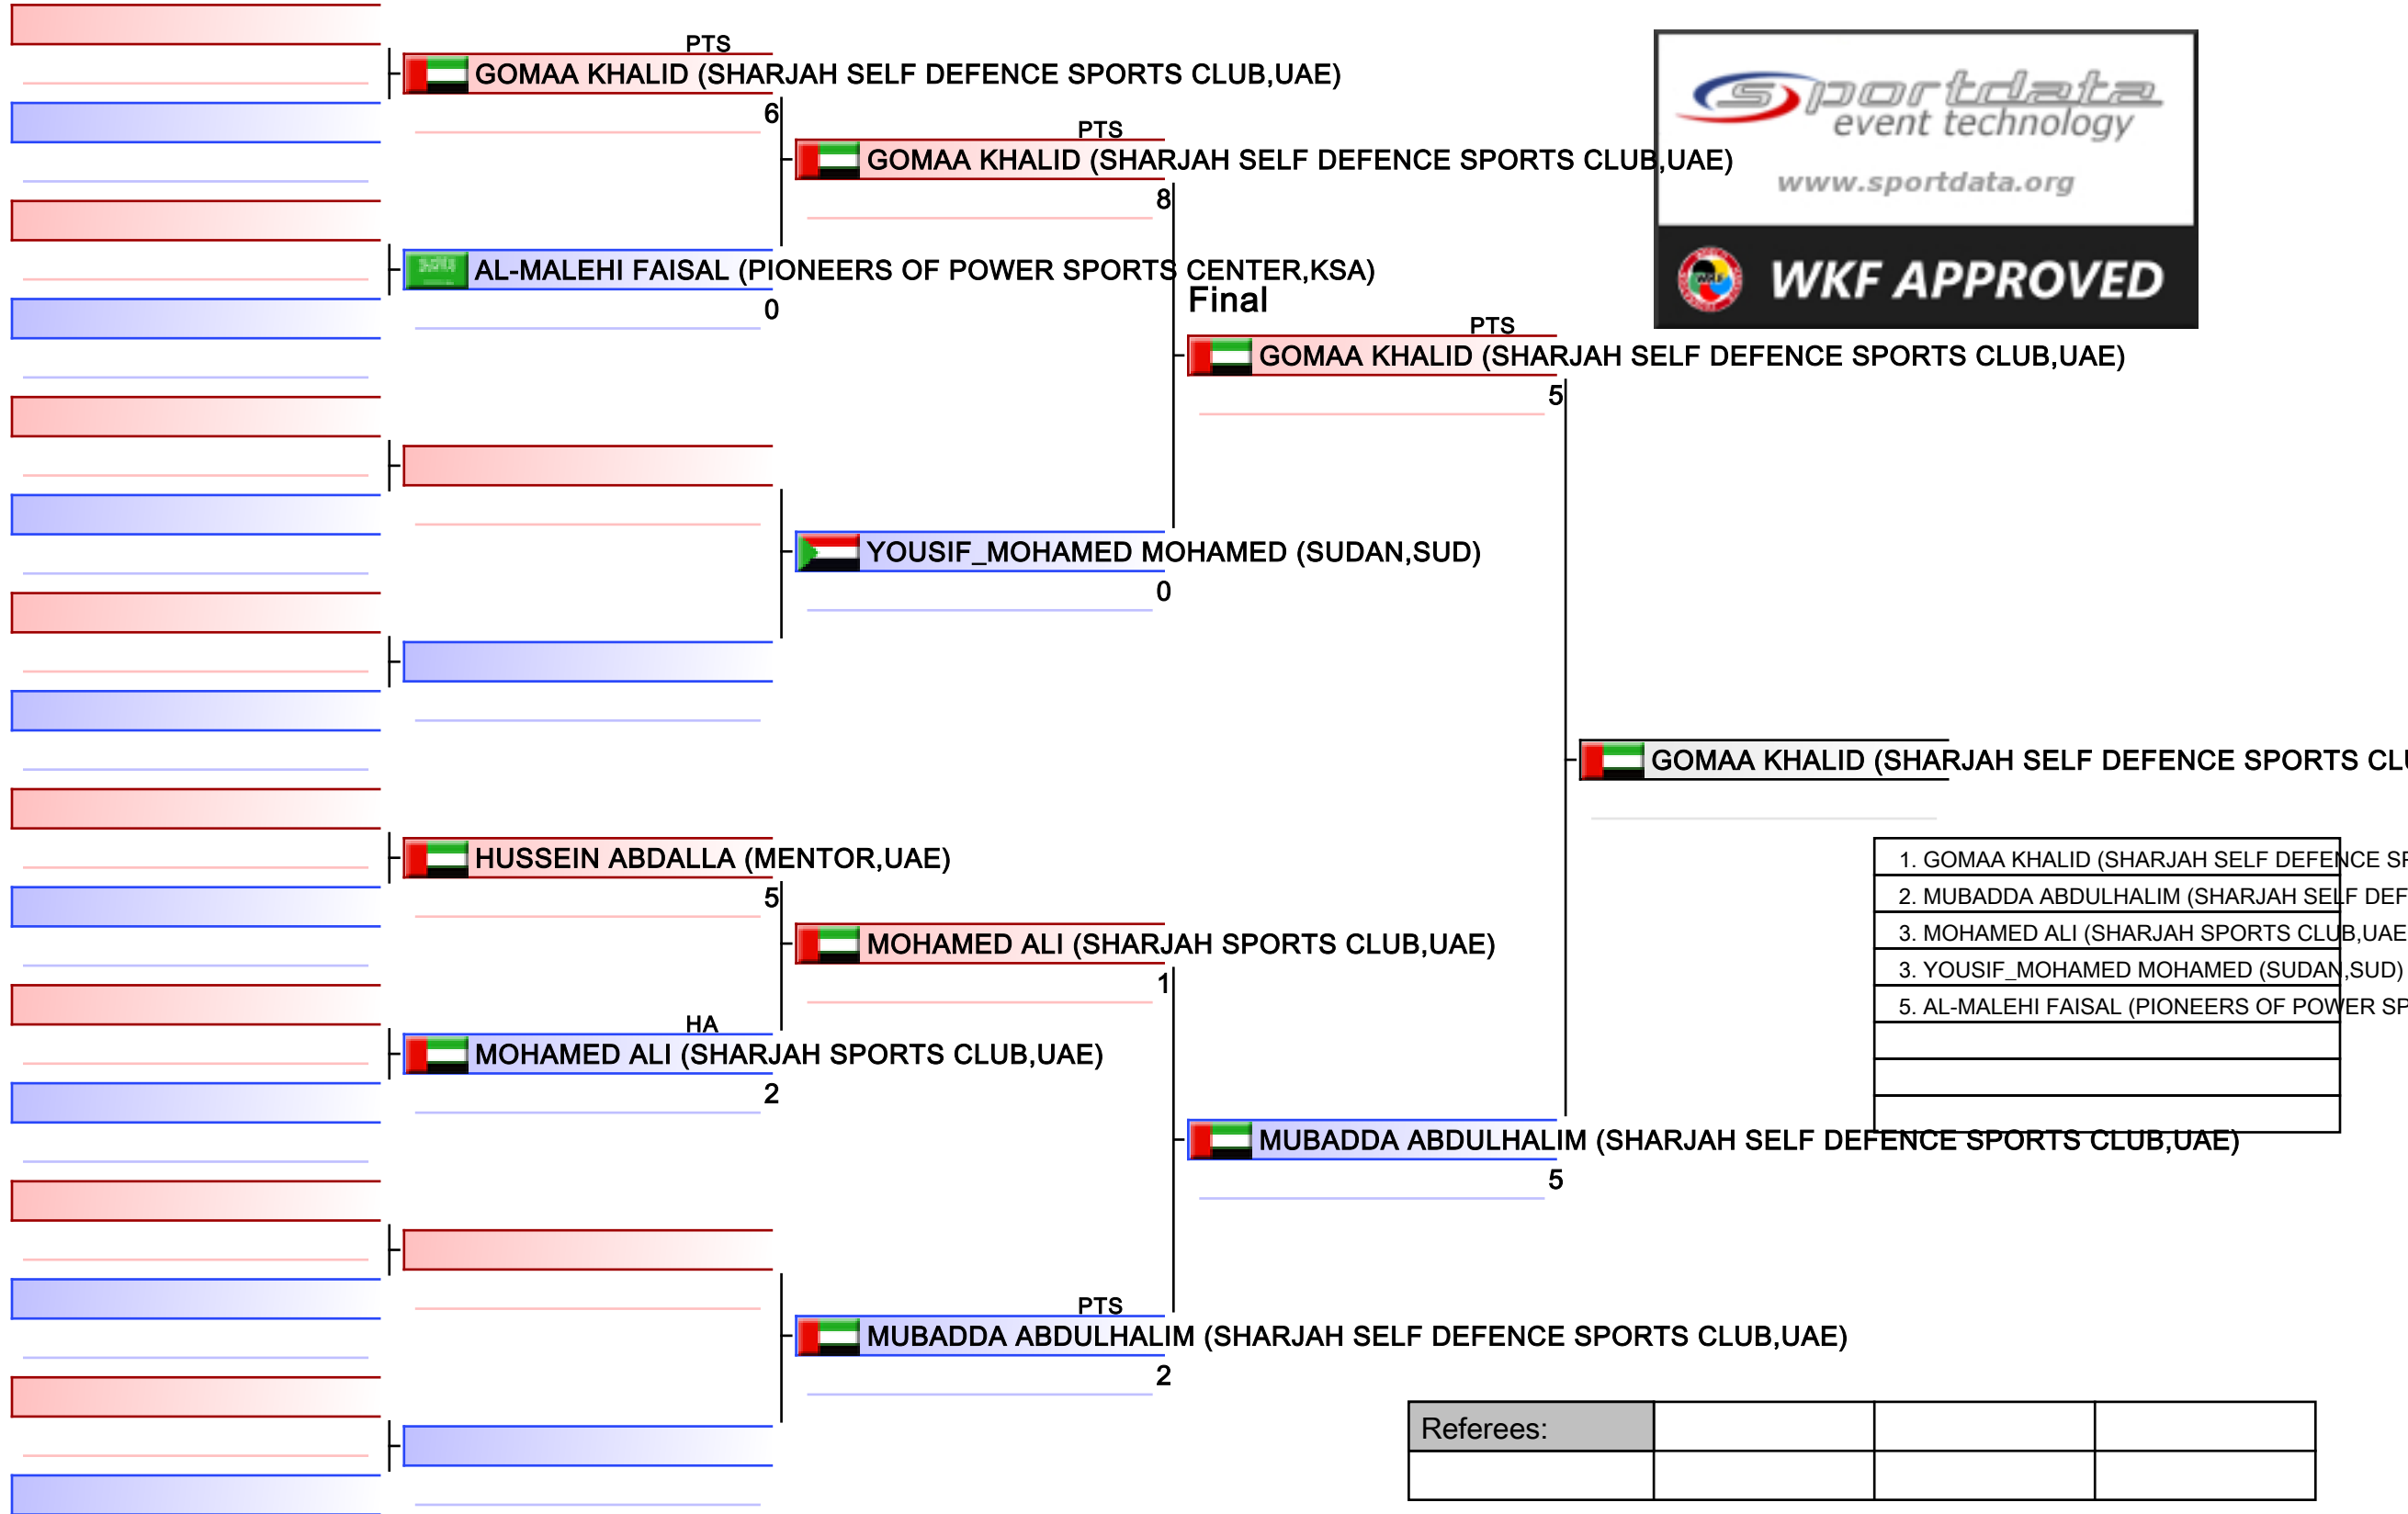 PTS
GOMAA KHALID (SHARJAH SELF DEFENCE SPORTS CLUB,UAE)
6
PTS
GOMAA KHALID (SHARJAH SELF DEFENCE SPORTS CLUB,UAE)
8
AL-MALEHI FAISAL (PIONEERS OF POWER SPORTS CENTER,KSA)
0
Final
PTS
GOMAA KHALID (SHARJAH SELF DEFENCE SPORTS CLUB,UAE)
5
sportdata
event technology
www.sportdata.org
WKF APPROVED
YOUSIF_MOHAMED MOHAMED (SUDAN,SUD)
0
GOMAA KHALID (SHARJAH SELF DEFENCE SPORTS CLU
HUSSEIN ABDALLA (MENTOR,UAE)
5
MOHAMED ALI (SHARJAH SPORTS CLUB,UAE)
1
HA
MOHAMED ALI (SHARJAH SPORTS CLUB,UAE)
2
1. GOMAA KHALID (SHARJAH SELF DEFENCE SP
2. MUBADDA ABDULHALIM (SHARJAH SELF DEF
3. MOHAMED ALI (SHARJAH SPORTS CLUB,UAE
3. YOUSIF_MOHAMED MOHAMED (SUDAN,SUD)
5. AL-MALEHI FAISAL (PIONEERS OF POWER SP
MUBADDA ABDULHALIM (SHARJAH SELF DEFENCE SPORTS CLUB,UAE)
5
PTS
MUBADDA ABDULHALIM (SHARJAH SELF DEFENCE SPORTS CLUB,UAE)
2
Referees: